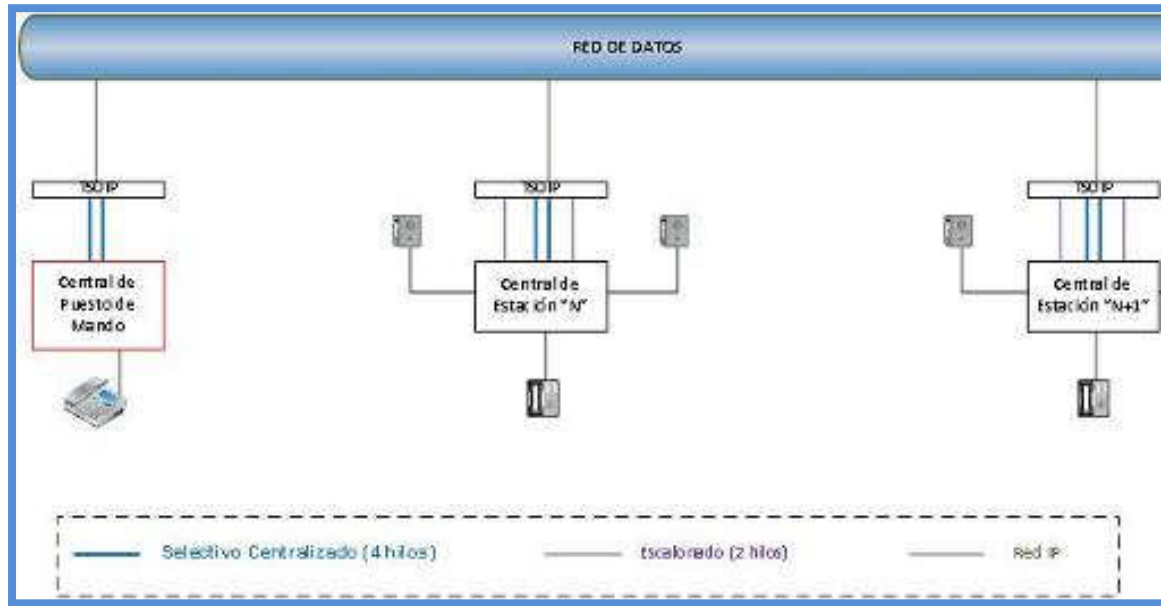 RED DE DATOS
TSO IP
TSO IP
TSO IP
Central de
Puesto de
Mando
Central de
Estación "N"
Central de
Estación "N+1"
Selectivo Centralizado (4 hilos)
Escalonado (2 hilos)
Red IP